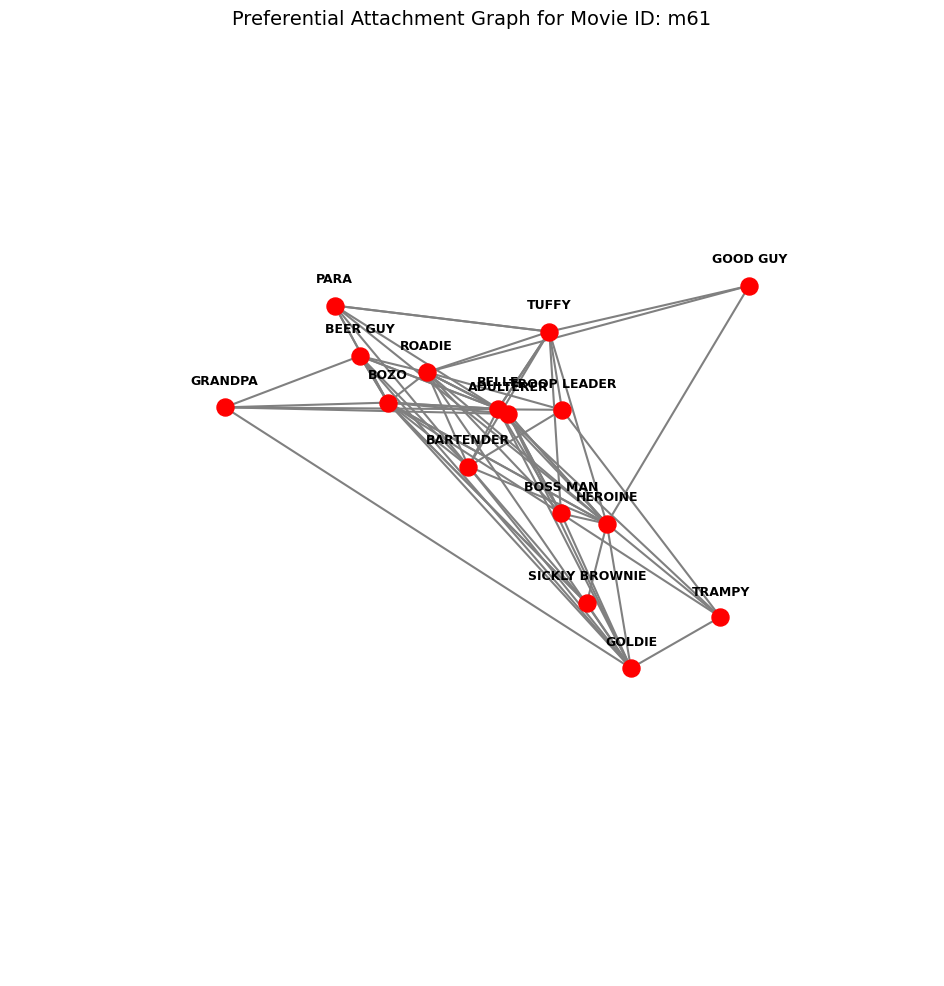 Preferential Attachment Graph for Movie ID: m61
GOOD GUY
PARA
TUFFY
BEER GUY
ROADIE
BOZO
GRANDPA
BELLE
TROOP LEADER
ADULTERER
BARTENDER
BOSS MAN
HEROINE
SICKLY BROWNIE
TRAMPY
GOLDIE